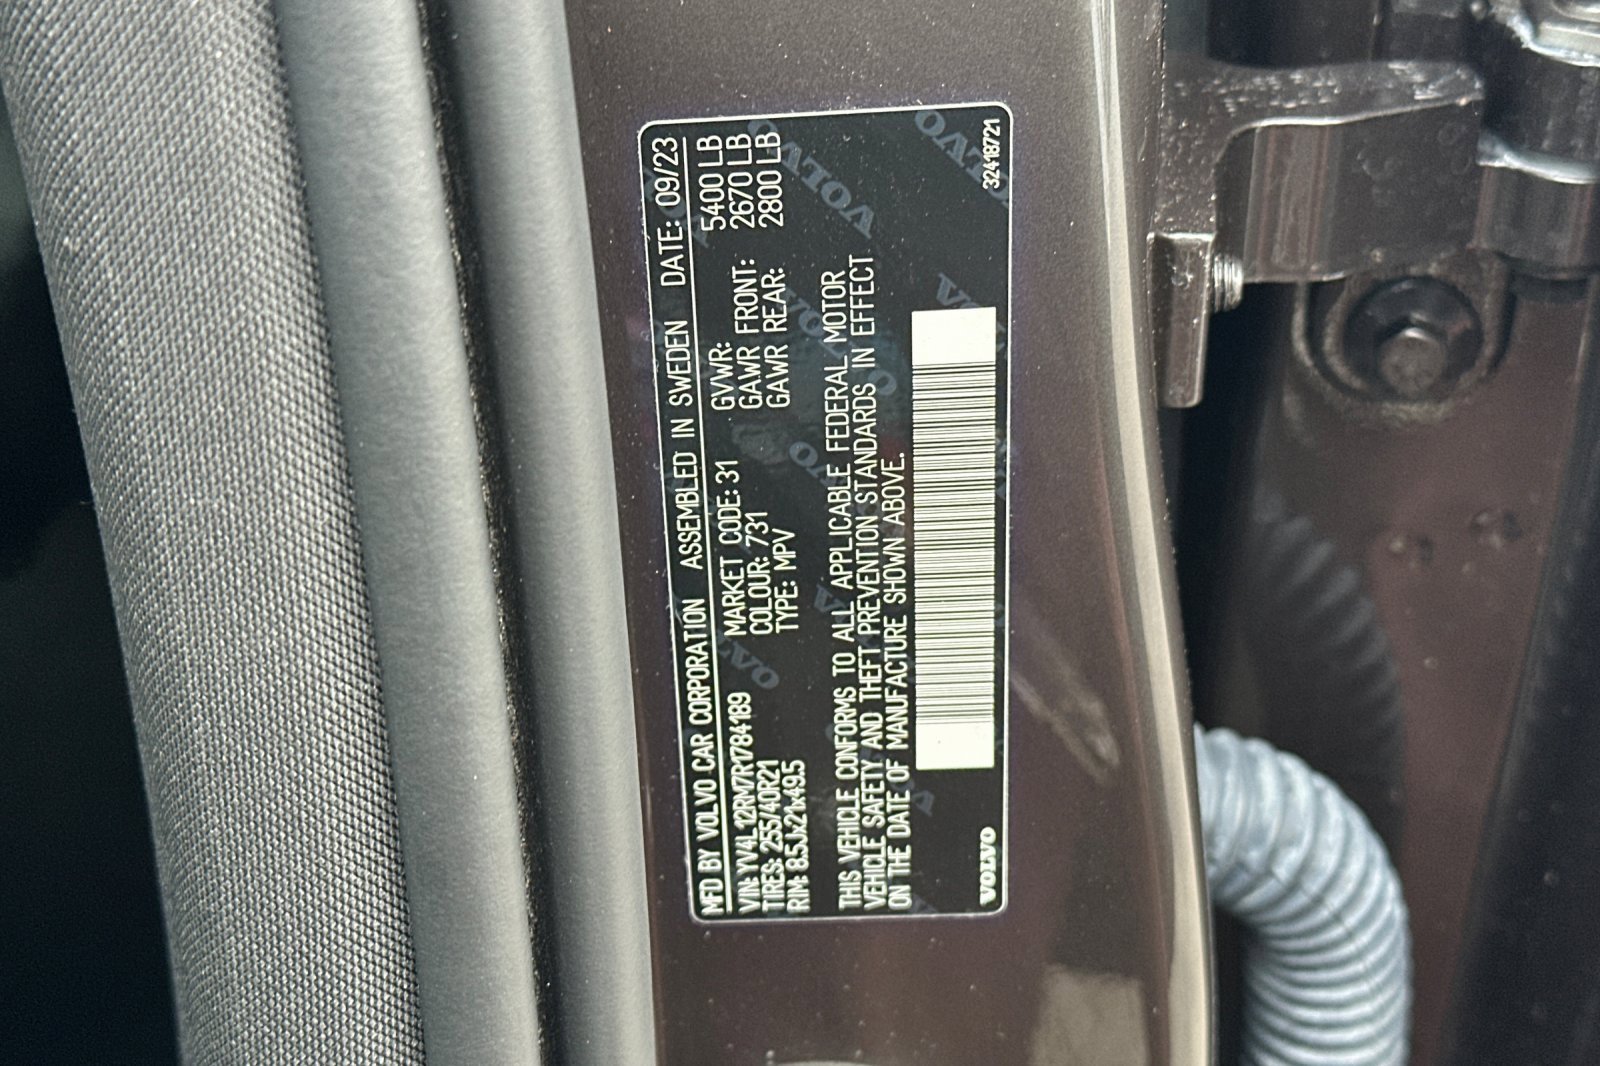 MFD BY VOLVO CAR CORPORATION ASSEMBLED IN SWEDEN DATE: 09/23
VIN: YV4L12RM7R1784189 MARKET CODE: 31 GVWR: 5400 LB
TIRES: 255/40R21 COLOUR: 731 GAWR FRONT: 2670 LB
RIM: 8.5Jx21x49.5 TYPE: MPV GAWR REAR: 2800 LB
THIS VEHICLE CONFORMS TO ALL APPLICABLE FEDERAL MOTOR
VEHICLE SAFETY AND THEFT PREVENTION STANDARDS IN EFFECT
ON THE DATE OF MANUFACTURE SHOWN ABOVE.
VOLVO 32418721